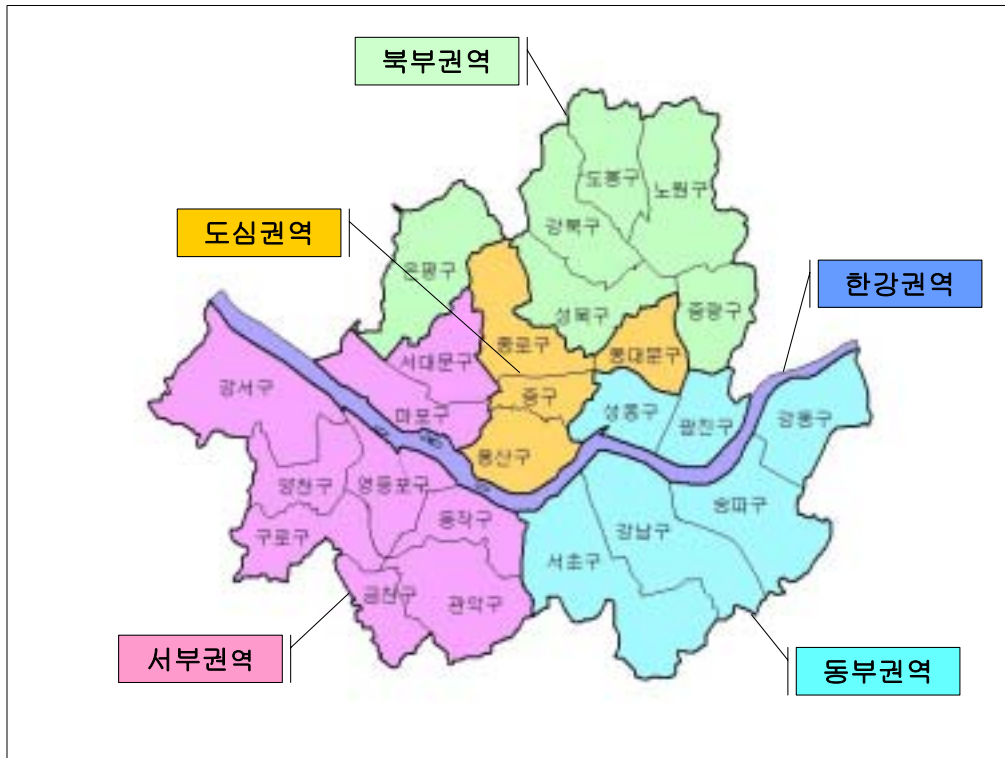 북부권역
도봉구
노원구
강북구
도심권역
은평구
한강권역
성북구
중랑구
종로구
동대문구
서대문구
강서구
중구
마포구
성동구
광진구
강동구
용산구
양천구
영등포구
송파구
동작구
강남구
구로구
서초구
금천구
관악구
서부권역
동부권역